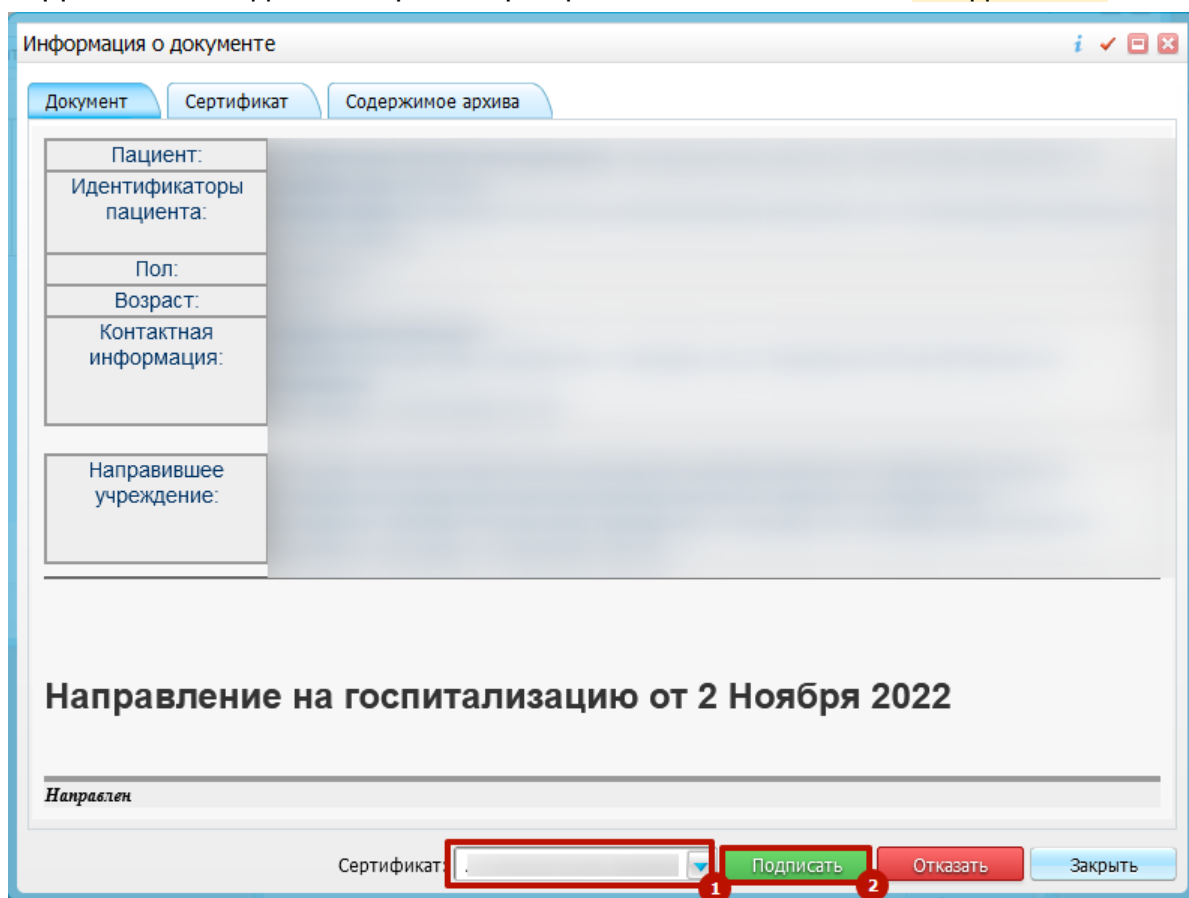 Информация о документе
Документ Сертификат Содержимое архива
Пациент:
Идентификаторы
пациента:
Пол:
Возраст:
Контактная
информация:
Направившее
учреждение:
Направление на госпитализацию от 2 Ноября 2022
Направлен
Сертификат: Подписать Отказать Закрыть
1 2